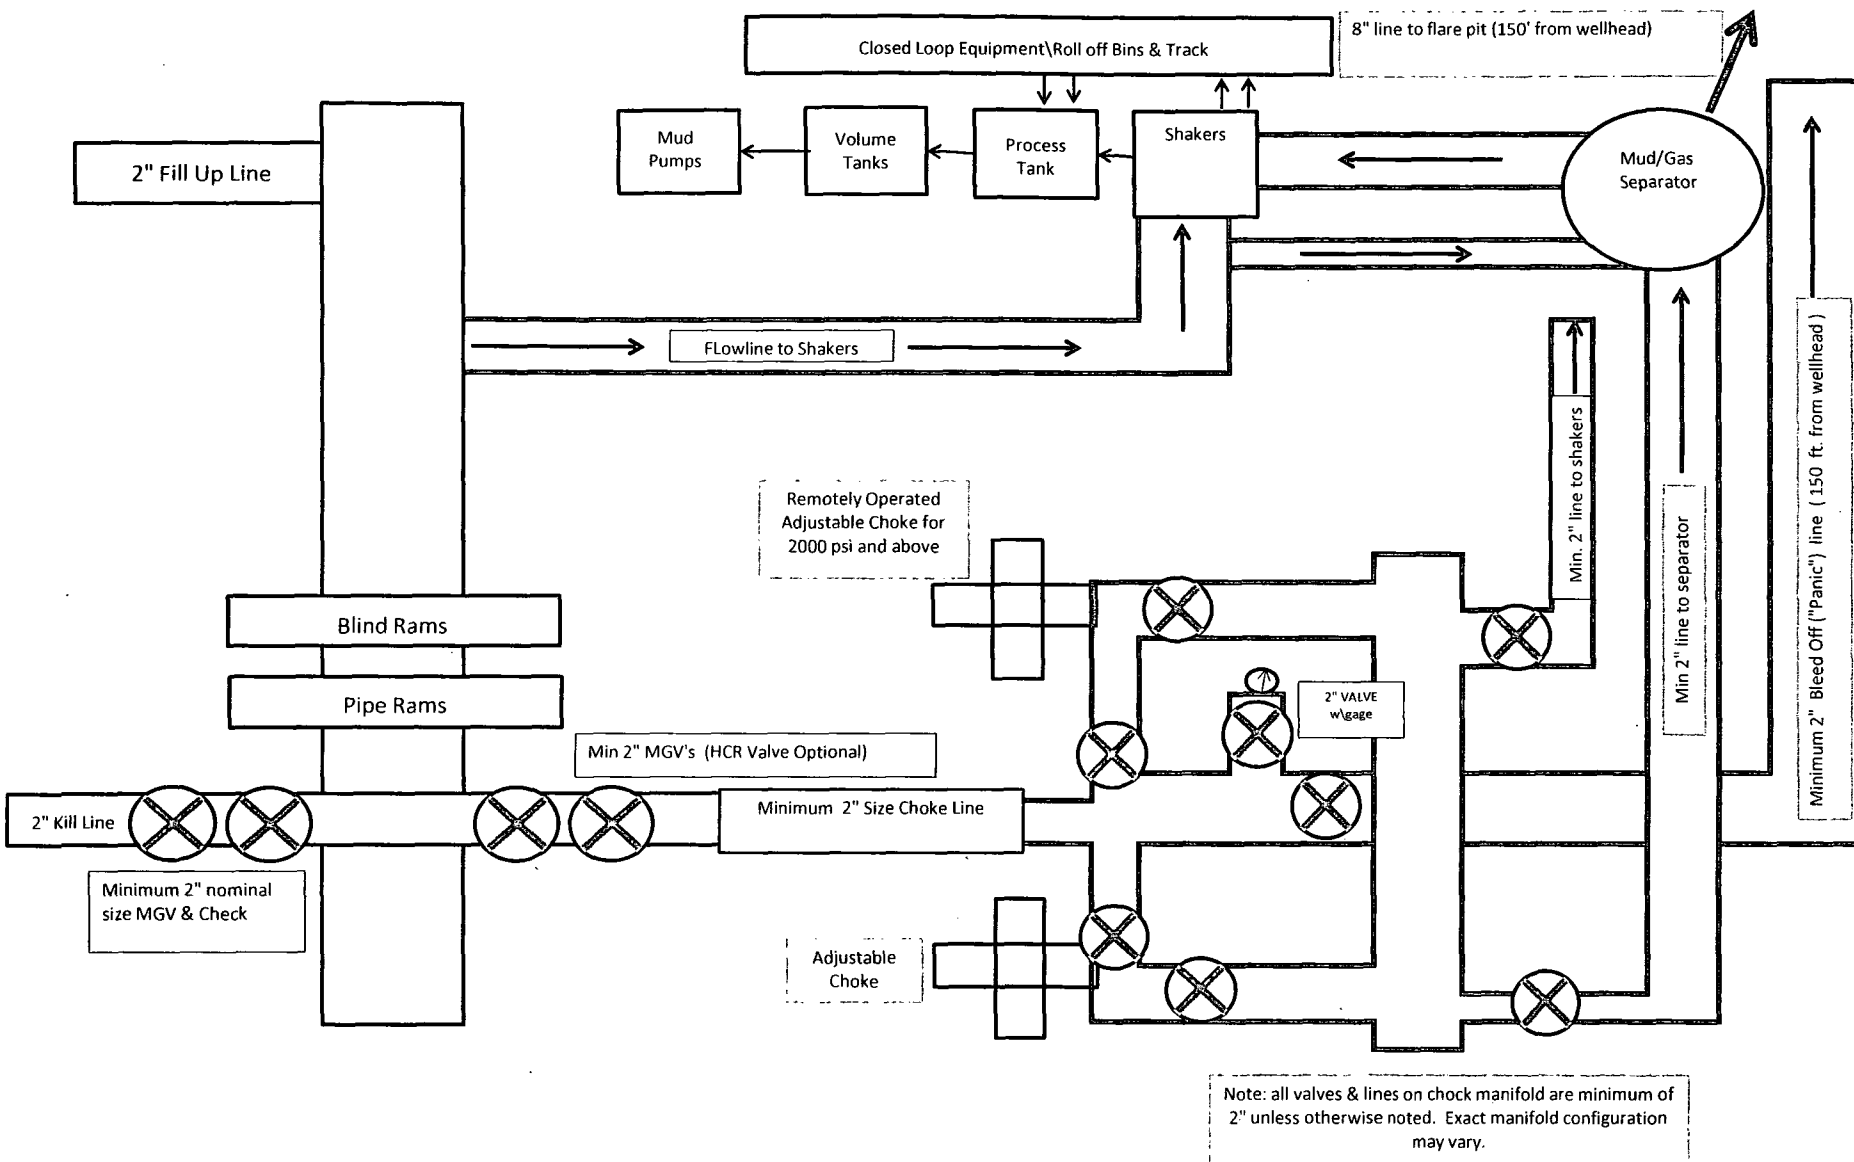 Closed Loop Equipment\Roll off Bins & Track
8" line to flare pit (150' from wellhead)
Mud
Pumps
Volume
Tanks
Process
Tank
Shakers
Mud/Gas
Separator
2" Fill Up Line
FLowline to Shakers
Minimum 2" Bleed Off ("Panic") line (150 ft. from wellhead)
Min. 2" line to shakers
Min 2" line to separator
Remotely Operated
Adjustable Choke for
2000 psi and above
Blind Rams
Pipe Rams
2" VALVE
w\gage
Min 2" MGV's (HCR Valve Optional)
2" Kill Line
Minimum 2" Size Choke Line
Minimum 2" nominal
size MGV & Check
Adjustable
Choke
Note: all valves & lines on chock manifold are minimum of
2" unless otherwise noted. Exact manifold configuration
may vary.